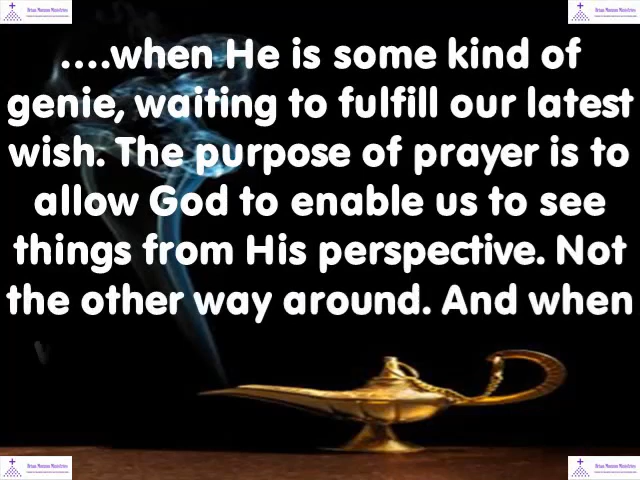 ....when He is some kind of
genie, waiting to fulfill our latest
wish. The purpose of prayer is to
allow God to enable us to see
things from His perspective. Not
the other way around. And when